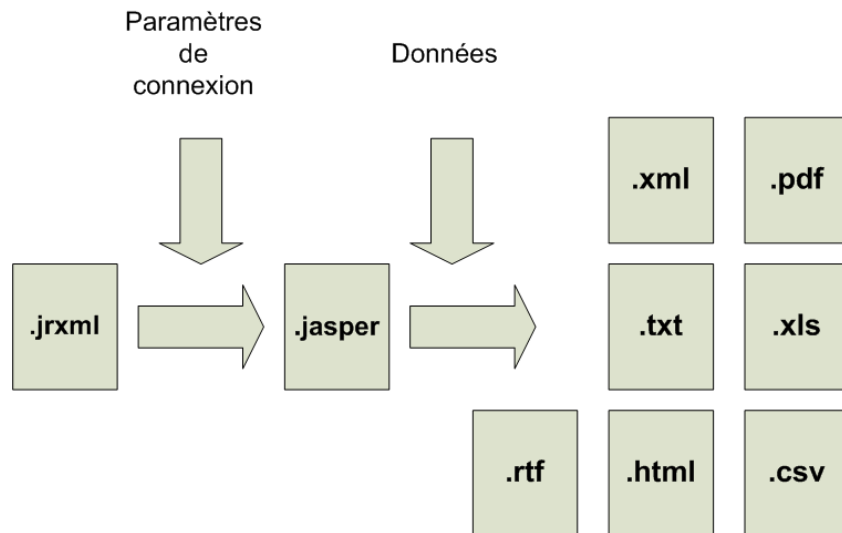 Paramètres
de
connexion
Données
.xml
.pdf
.jrxml
.jasper
.txt
.xls
.rtf
.html
.csv